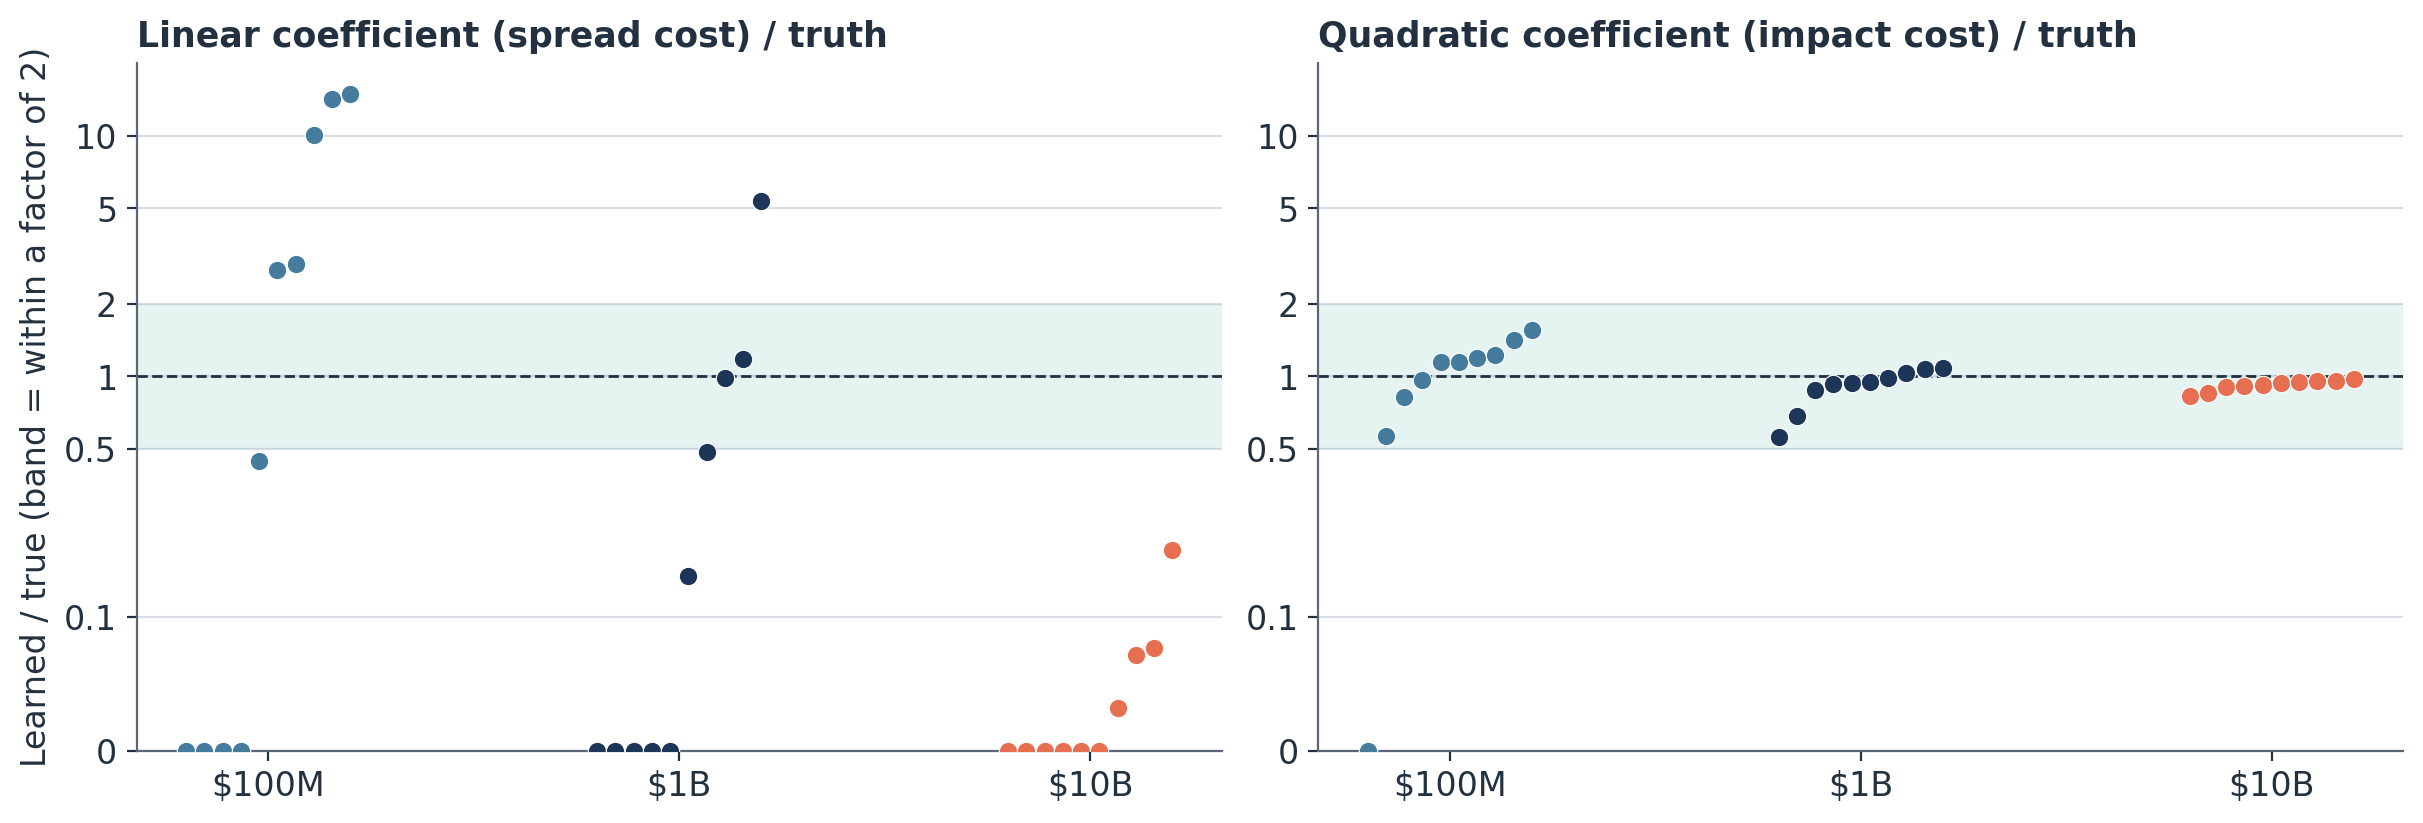 Linear coefficient (spread cost) / truth
Learned / true (band = within a factor of 2)
10
5
2
1
0.5
0.1
0
$100M
$1B
$10B
Quadratic coefficient (impact cost) / truth
10
5
2
1
0.5
0.1
0
$100M
$1B
$10B